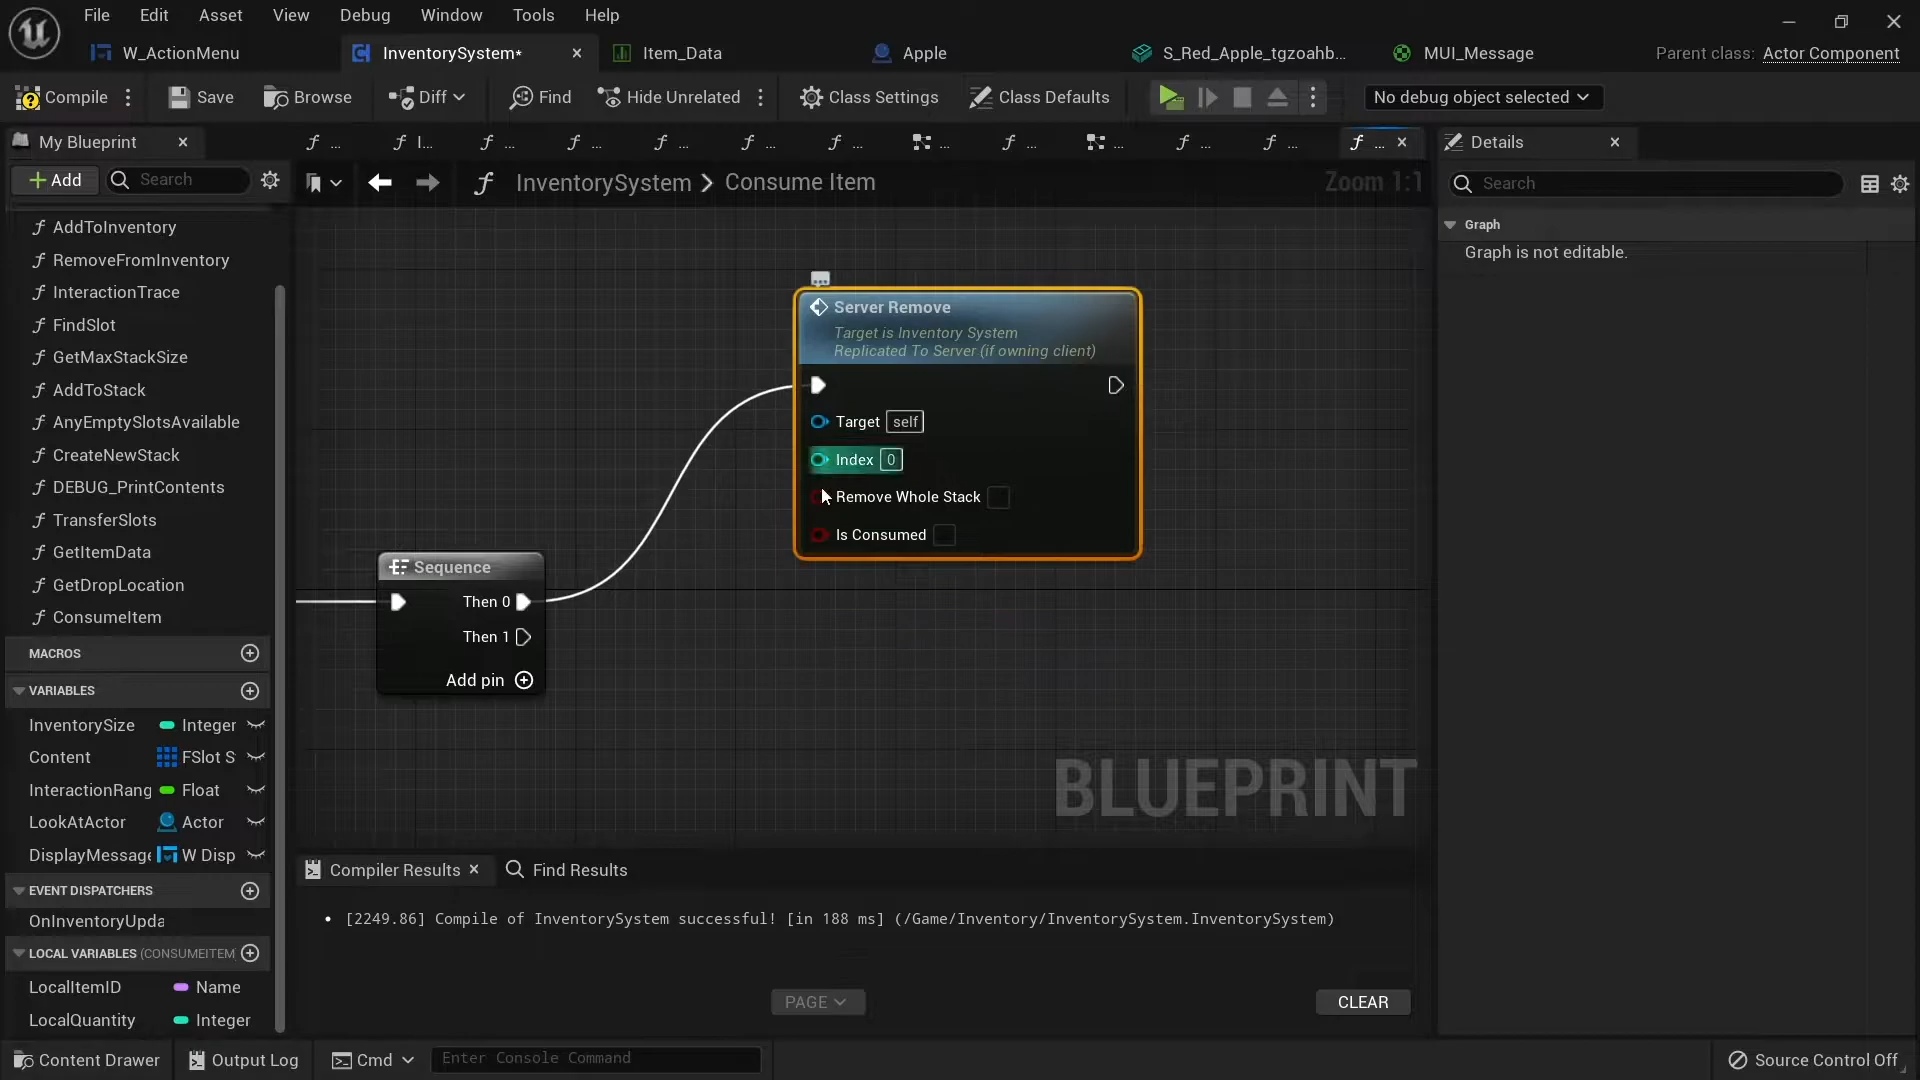 File Edit Asset View Debug Window Tools Help
W_ActionMenu InventorySystem* Item_Data Apple S_Red_Apple_tgzoahb... MUI_Message Parent class: Actor Component
Compile Save Browse Diff Find Hide Unrelated Class Settings Class Defaults No debug object selected
My Blueprint ... I... ... ... ... ... ... ... ... ... ... ... ... Details
Add Search InventorySystem Consume Item Zoom 1:1 Search
Graph
Graph is not editable.
AddToInventory
RemoveFromInventory
InteractionTrace
FindSlot
GetMaxStackSize
AddToStack
AnyEmptySlotsAvailable
CreateNewStack
DEBUG_PrintContents
TransferSlots
GetItemData
GetDropLocation
ConsumeItem
MACROS
VARIABLES
InventorySize Integer
Content FSlot S
InteractionRang Float
LookAtActor Actor
DisplayMessage W Disp
EVENT DISPATCHERS
OnInventoryUpda
LOCAL VARIABLES (CONSUMEITEM
LocalItemID Name
LocalQuantity Integer
Server Remove
Target is Inventory System
Replicated To Server (if owning client)
Target self
Index 0
Remove Whole Stack
Is Consumed
Sequence
Then 0
Then 1
Add pin
BLUEPRINT
Compiler Results Find Results
• [2249.86] Compile of InventorySystem successful! [in 188 ms] (/Game/Inventory/InventorySystem.InventorySystem)
PAGE CLEAR
Content Drawer Output Log Cmd Enter Console Command Source Control Off